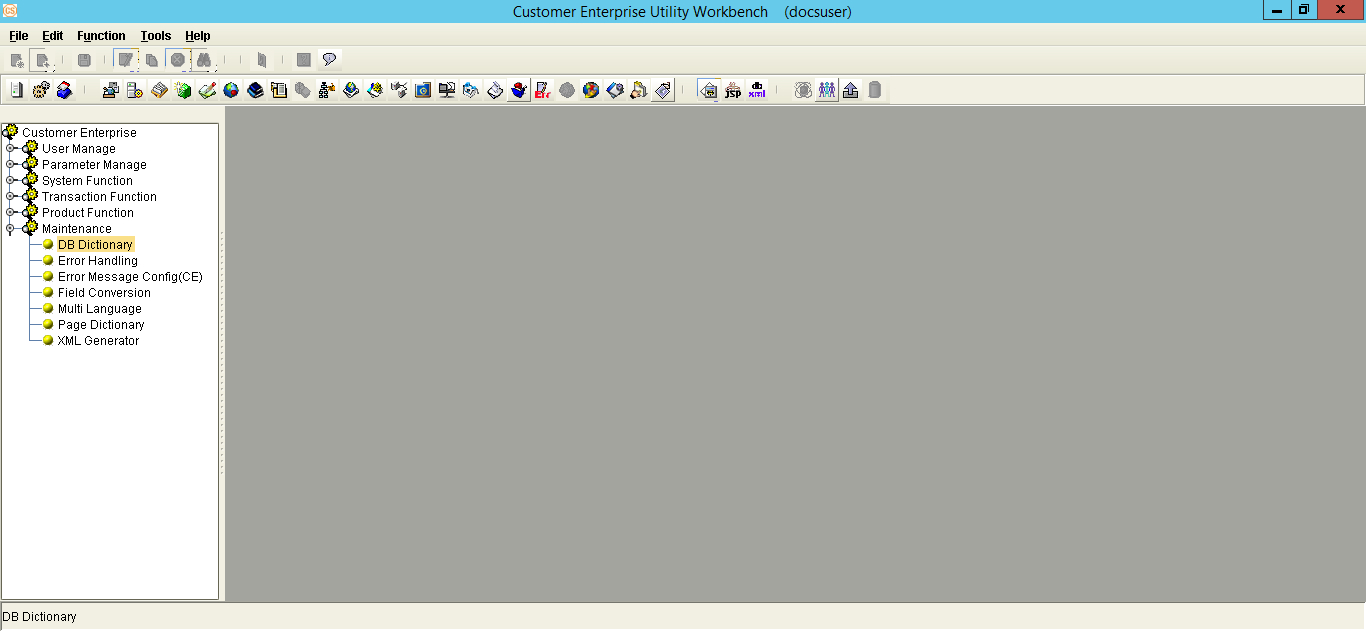 CS
Customer Enterprise Utility Workbench (docsuser)
File Edit Function Tools Help
jsp xml
Customer Enterprise
User Manage
Parameter Manage
System Function
Transaction Function
Product Function
Maintenance
DB Dictionary
Error Handling
Error Message Config(CE)
Field Conversion
Multi Language
Page Dictionary
XML Generator
DB Dictionary